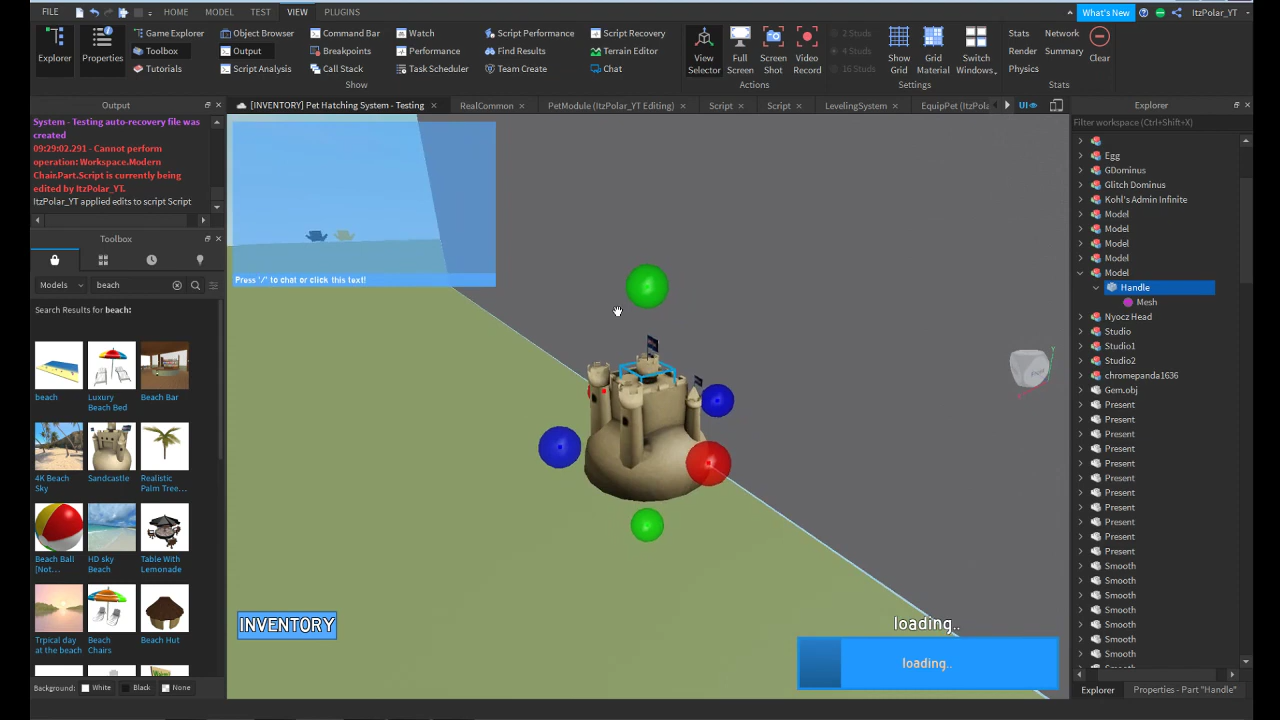 FILE HOME MODEL TEST VIEW PLUGINS What's New ItzPolar_YT
Explorer Properties Game Explorer Object Browser Command Bar Watch Script Performance Script Recovery
Toolbox Output Breakpoints Performance Find Results Terrain Editor
Tutorials Script Analysis Call Stack Task Scheduler Team Create Chat
Show
View Selector Full Screen Screen Shot Video Record
Actions
2 Studs
4 Studs
16 Studs
Show Grid Grid Material Switch Windows..
Settings
Stats Network
Render Summary
Physics Clear
Stats
Output
[INVENTORY] Pet Hatching System - Testing RealCommon PetModule (ItzPolar_YT Editing) Script Script LevelingSystem EquipPet (ItzPola UI
Explorer
Filter workspace (Ctrl+Shift+X)
System - Testing auto-recovery file was
created
09:29:02.291 - Cannot perform
operation: Workspace.Modern
Chair.Part.Script is currently being
edited by ItzPolar_YT.
ItzPolar_YT applied edits to script Script
Toolbox
Models beach
Search Results for beach:
beach
Luxury Beach Bed
Beach Bar
4K Beach Sky
Sandcastle
Realistic Palm Tree...
Beach Ball [Not...
HD sky Beach
Table With Lemonade
Trpical day at the beach
Beach Chairs
Beach Hut
Background: White Black None
Press '/' to chat or click this text!
INVENTORY
loading..
loading..
Egg
GDominus
Glitch Dominus
Kohl's Admin Infinite
Model
Model
Model
Model
Model
Handle
Mesh
Nyocz Head
Studio
Studio1
Studio2
chromepanda1636
Gem.obj
Present
Present
Present
Present
Present
Present
Present
Present
Present
Present
Present
Smooth
Smooth
Smooth
Smooth
Smooth
Smooth
Smooth
Smooth
Explorer Properties - Part "Handle"